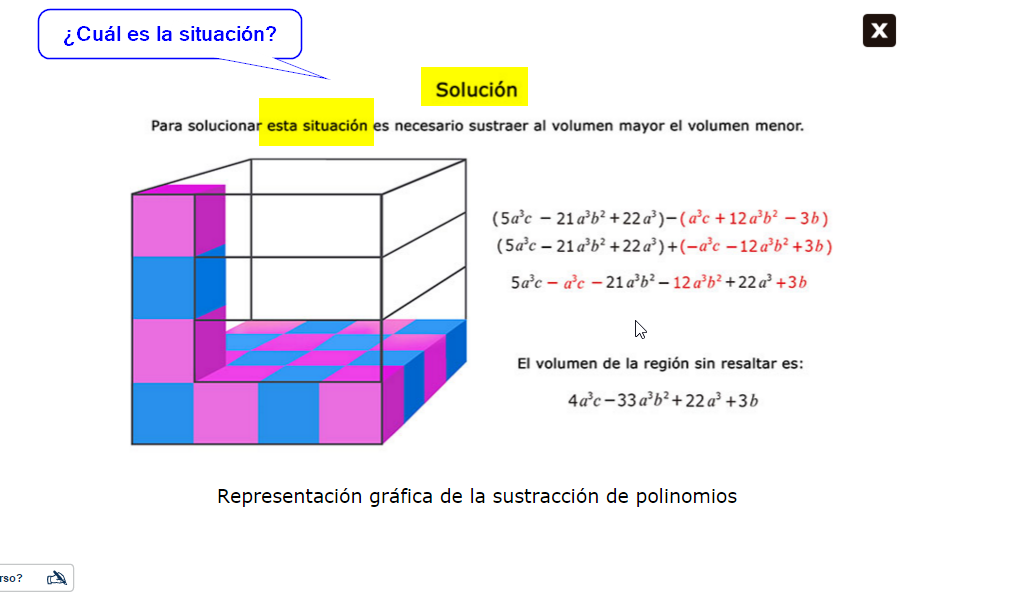 ¿Cuál es la situación?
X
Solución
Para solucionar esta situación es necesario sustraer al volumen mayor el volumen menor.
(5a³c − 21a³b² + 22a³) − (a³c + 12a³b² − 3b)
(5a³c − 21a³b² + 22a³) + (−a³c − 12a³b² + 3b)
5a³c − a³c − 21a³b² − 12a³b² + 22a³ + 3b
El volumen de la región sin resaltar es:
4a³c − 33a³b² + 22a³ + 3b
Representación gráfica de la sustracción de polinomios
rso?